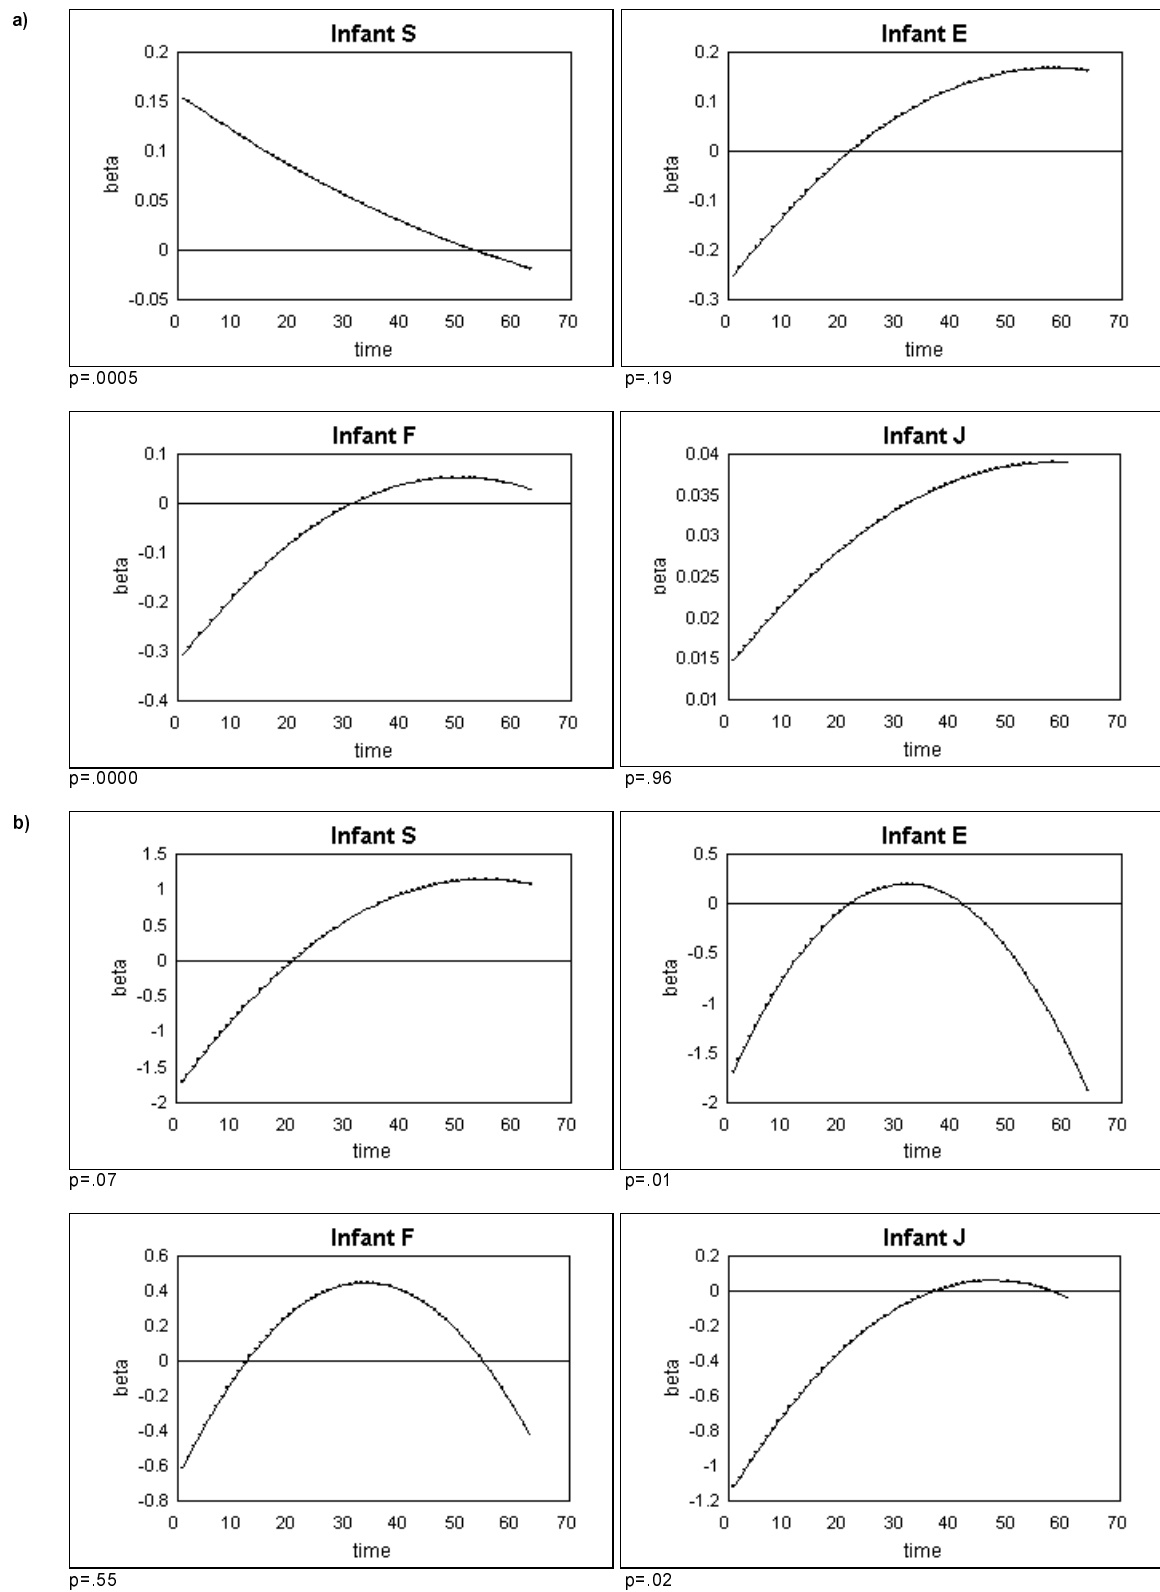 a)
Infant S
0.2
0.15
0.1
0.05
0
-0.05
beta
0 10 20 30 40 50 60 70
time
p=.0005
Infant E
0.2
0.1
0
-0.1
-0.2
-0.3
beta
0 10 20 30 40 50 60 70
time
p=.19
Infant F
0.1
0
-0.1
-0.2
-0.3
-0.4
beta
0 10 20 30 40 50 60 70
time
p=.0000
Infant J
0.04
0.035
0.03
0.025
0.02
0.015
0.01
beta
0 10 20 30 40 50 60 70
time
p=.96
b)
Infant S
1.5
1
0.5
0
-0.5
-1
-1.5
-2
beta
0 10 20 30 40 50 60 70
time
p=.07
Infant E
0.5
0
-0.5
-1
-1.5
-2
beta
0 10 20 30 40 50 60 70
time
p=.01
Infant F
0.6
0.4
0.2
0
-0.2
-0.4
-0.6
-0.8
beta
0 10 20 30 40 50 60 70
time
p=.55
Infant J
0.2
0
-0.2
-0.4
-0.6
-0.8
-1
-1.2
beta
0 10 20 30 40 50 60 70
time
p=.02